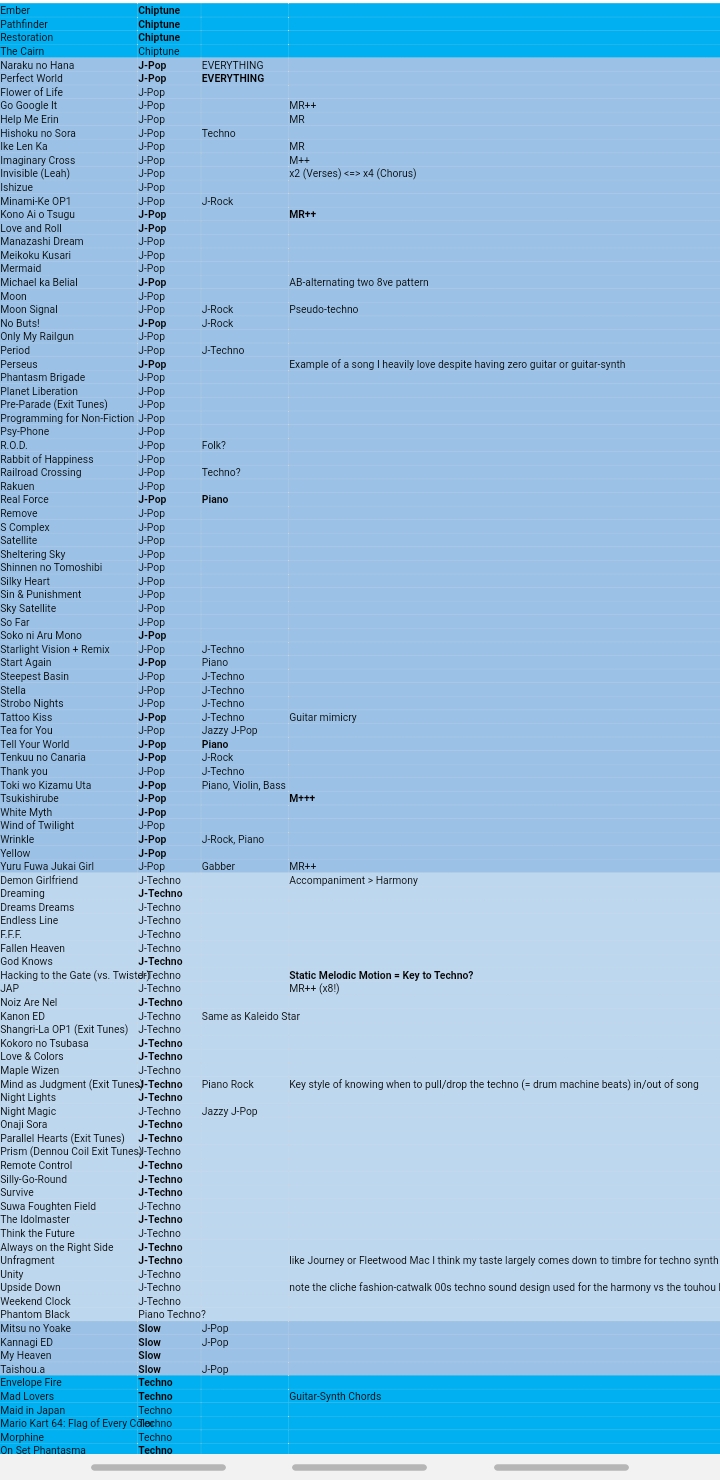 Ember Chiptune
Pathfinder Chiptune
Restoration Chiptune
The Cairn Chiptune
Naraku no Hana J-Pop EVERYTHING
Perfect World J-Pop EVERYTHING
Flower of Life J-Pop
Go Google It J-Pop MR++
Help Me Erin J-Pop MR
Hishoku no Sora J-Pop Techno
Ike Len Ka J-Pop MR
Imaginary Cross J-Pop M++
Invisible (Leah) J-Pop x2 (Verses) <=> x4 (Chorus)
Ishizue J-Pop
Minami-Ke OP1 J-Pop J-Rock
Kono Ai o Tsugu J-Pop MR++
Love and Roll J-Pop
Manazashi Dream J-Pop
Meikoku Kusari J-Pop
Mermaid J-Pop
Michael ka Belial J-Pop AB-alternating two 8ve pattern
Moon J-Pop
Moon Signal J-Pop J-Rock Pseudo-techno
No Buts! J-Pop J-Rock
Only My Railgun J-Pop
Period J-Pop J-Techno
Perseus J-Pop Example of a song I heavily love despite having zero guitar or guitar-synth
Phantasm Brigade J-Pop
Planet Liberation J-Pop
Pre-Parade (Exit Tunes) J-Pop
Programming for Non-Fiction J-Pop
Psy-Phone J-Pop
R.O.D. J-Pop Folk?
Rabbit of Happiness J-Pop
Railroad Crossing J-Pop Techno?
Rakuen J-Pop
Real Force J-Pop Piano
Remove J-Pop
S Complex J-Pop
Satellite J-Pop
Sheltering Sky J-Pop
Shinnen no Tomoshibi J-Pop
Silky Heart J-Pop
Sin & Punishment J-Pop
Sky Satellite J-Pop
So Far J-Pop
Soko ni Aru Mono J-Pop
Starlight Vision + Remix J-Pop J-Techno
Start Again J-Pop Piano
Steepest Basin J-Pop J-Techno
Stella J-Pop J-Techno
Strobo Nights J-Pop J-Techno
Tattoo Kiss J-Pop J-Techno Guitar mimicry
Tea for You J-Pop Jazzy J-Pop
Tell Your World J-Pop Piano
Tenkuu no Canaria J-Pop J-Rock
Thank you J-Pop J-Techno
Toki wo Kizamu Uta J-Pop Piano, Violin, Bass
Tsukishirube J-Pop M+++
White Myth J-Pop
Wind of Twilight J-Pop
Wrinkle J-Pop J-Rock, Piano
Yellow J-Pop
Yuru Fuwa Jukai Girl J-Pop Gabber MR++
Demon Girlfriend J-Techno Accompaniment > Harmony
Dreaming J-Techno
Dreams Dreams J-Techno
Endless Line J-Techno
F.F.F. J-Techno
Fallen Heaven J-Techno
God Knows J-Techno
Hacking to the Gate (vs. Twister) J-Techno Static Melodic Motion = Key to Techno?
JAP J-Techno MR++ (x8!)
Noiz Are Nel J-Techno
Kanon ED J-Techno Same as Kaleido Star
Shangri-La OP1 (Exit Tunes) J-Techno
Kokoro no Tsubasa J-Techno
Love & Colors J-Techno
Maple Wizen J-Techno
Mind as Judgment (Exit Tunes) J-Techno Piano Rock Key style of knowing when to pull/drop the techno (= drum machine beats) in/out of song
Night Lights J-Techno
Night Magic J-Techno Jazzy J-Pop
Onaji Sora J-Techno
Parallel Hearts (Exit Tunes) J-Techno
Prism (Dennou Coil Exit Tunes) J-Techno
Remote Control J-Techno
Silly-Go-Round J-Techno
Survive J-Techno
Suwa Foughten Field J-Techno
The Idolmaster J-Techno
Think the Future J-Techno
Always on the Right Side J-Techno
Unfragment J-Techno like Journey or Fleetwood Mac I think my taste largely comes down to timbre for techno synth
Unity J-Techno
Upside Down J-Techno note the cliche fashion-catwalk 00s techno sound design used for the harmony vs the touhou
Weekend Clock J-Techno
Phantom Black Piano Techno?
Mitsu no Yoake Slow J-Pop
Kannagi ED Slow J-Pop
My Heaven Slow
Taishou.a Slow J-Pop
Envelope Fire Techno
Mad Lovers Techno Guitar-Synth Chords
Maid in Japan Techno
Mario Kart 64: Flag of Every Color Techno
Morphine Techno
On Set Phantasma Techno